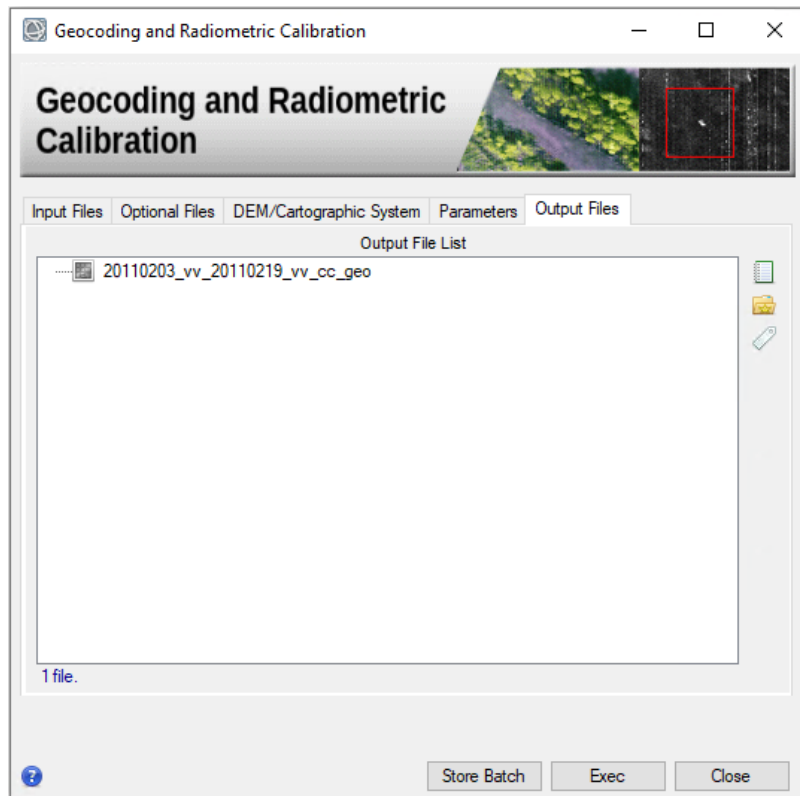 Geocoding and Radiometric Calibration
Geocoding and Radiometric
Calibration
Input Files Optional Files DEM/Cartographic System Parameters Output Files
Output File List
20110203_vv_20110219_vv_cc_geo
1 file.
? Store Batch Exec Close